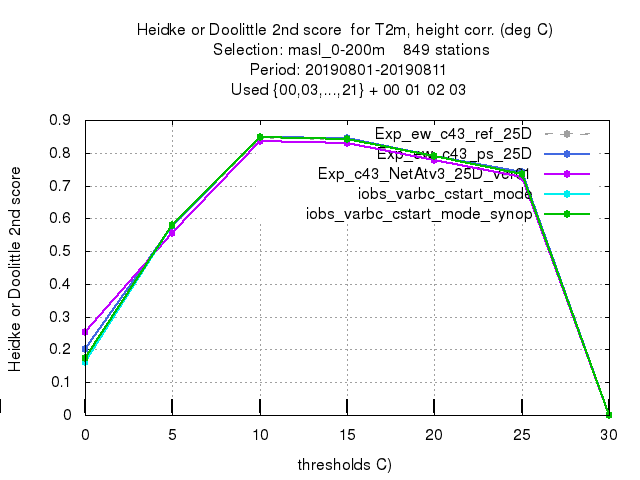 Heidke or Doolittle 2nd score  for T2m, height corr. (deg C)
Selection: masl_0-200m    849 stations
Period: 20190801-20190811
Used {00,03,...,21} + 00 01 02 03
Heidke or Doolittle 2nd score
0.9
0.8
0.7
0.6
0.5
0.4
0.3
0.2
0.1
0
Exp_ew_c43_ref_25D
Exp_ew_c43_ps_25D
Exp_c43_NetAtv3_25D_ver21
iobs_varbc_cstart_mode
iobs_varbc_cstart_mode_synop
0 5 10 15 20 25 30
thresholds C)